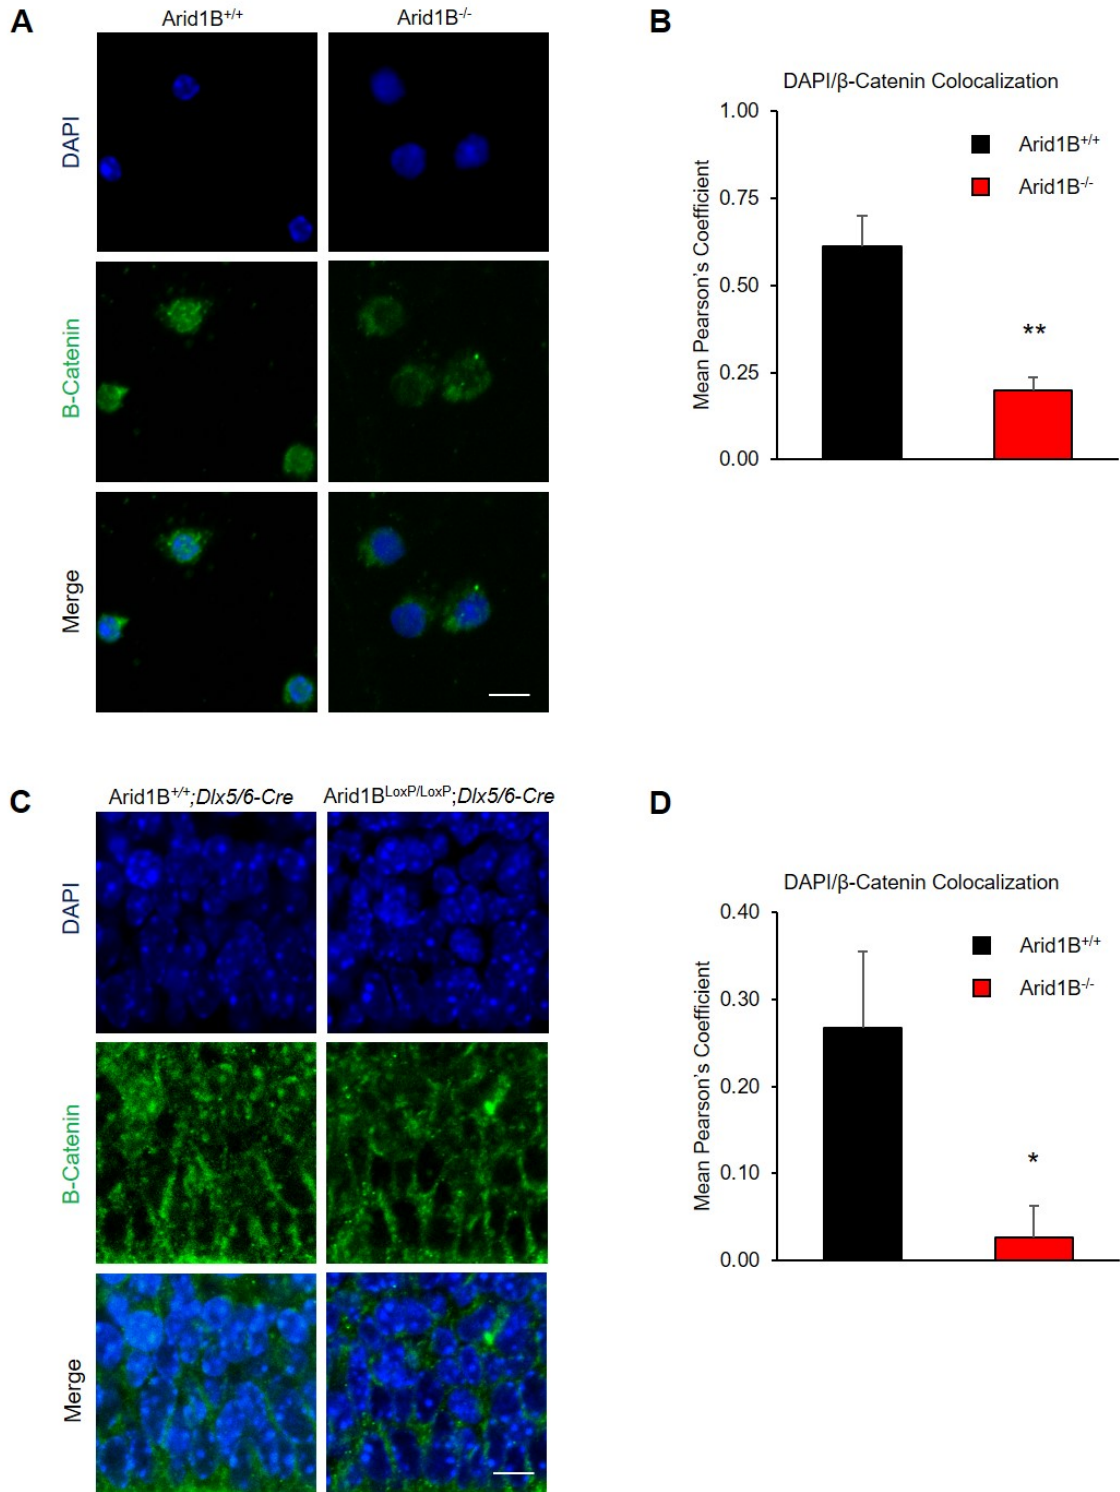 A
Arid1B+/+
Arid1B-/-
DAPI
B-Catenin
Merge
B
DAPI/β-Catenin Colocalization
Mean Pearson's Coefficient
1.00
0.75
0.50
0.25
0.00
Arid1B+/+
Arid1B-/-
**
C
Arid1B+/+;Dlx5/6-Cre
Arid1BLoxP/LoxP;Dlx5/6-Cre
DAPI
B-Catenin
Merge
D
DAPI/β-Catenin Colocalization
Mean Pearson's Coefficient
0.40
0.30
0.20
0.10
0.00
Arid1B+/+
Arid1B-/-
*